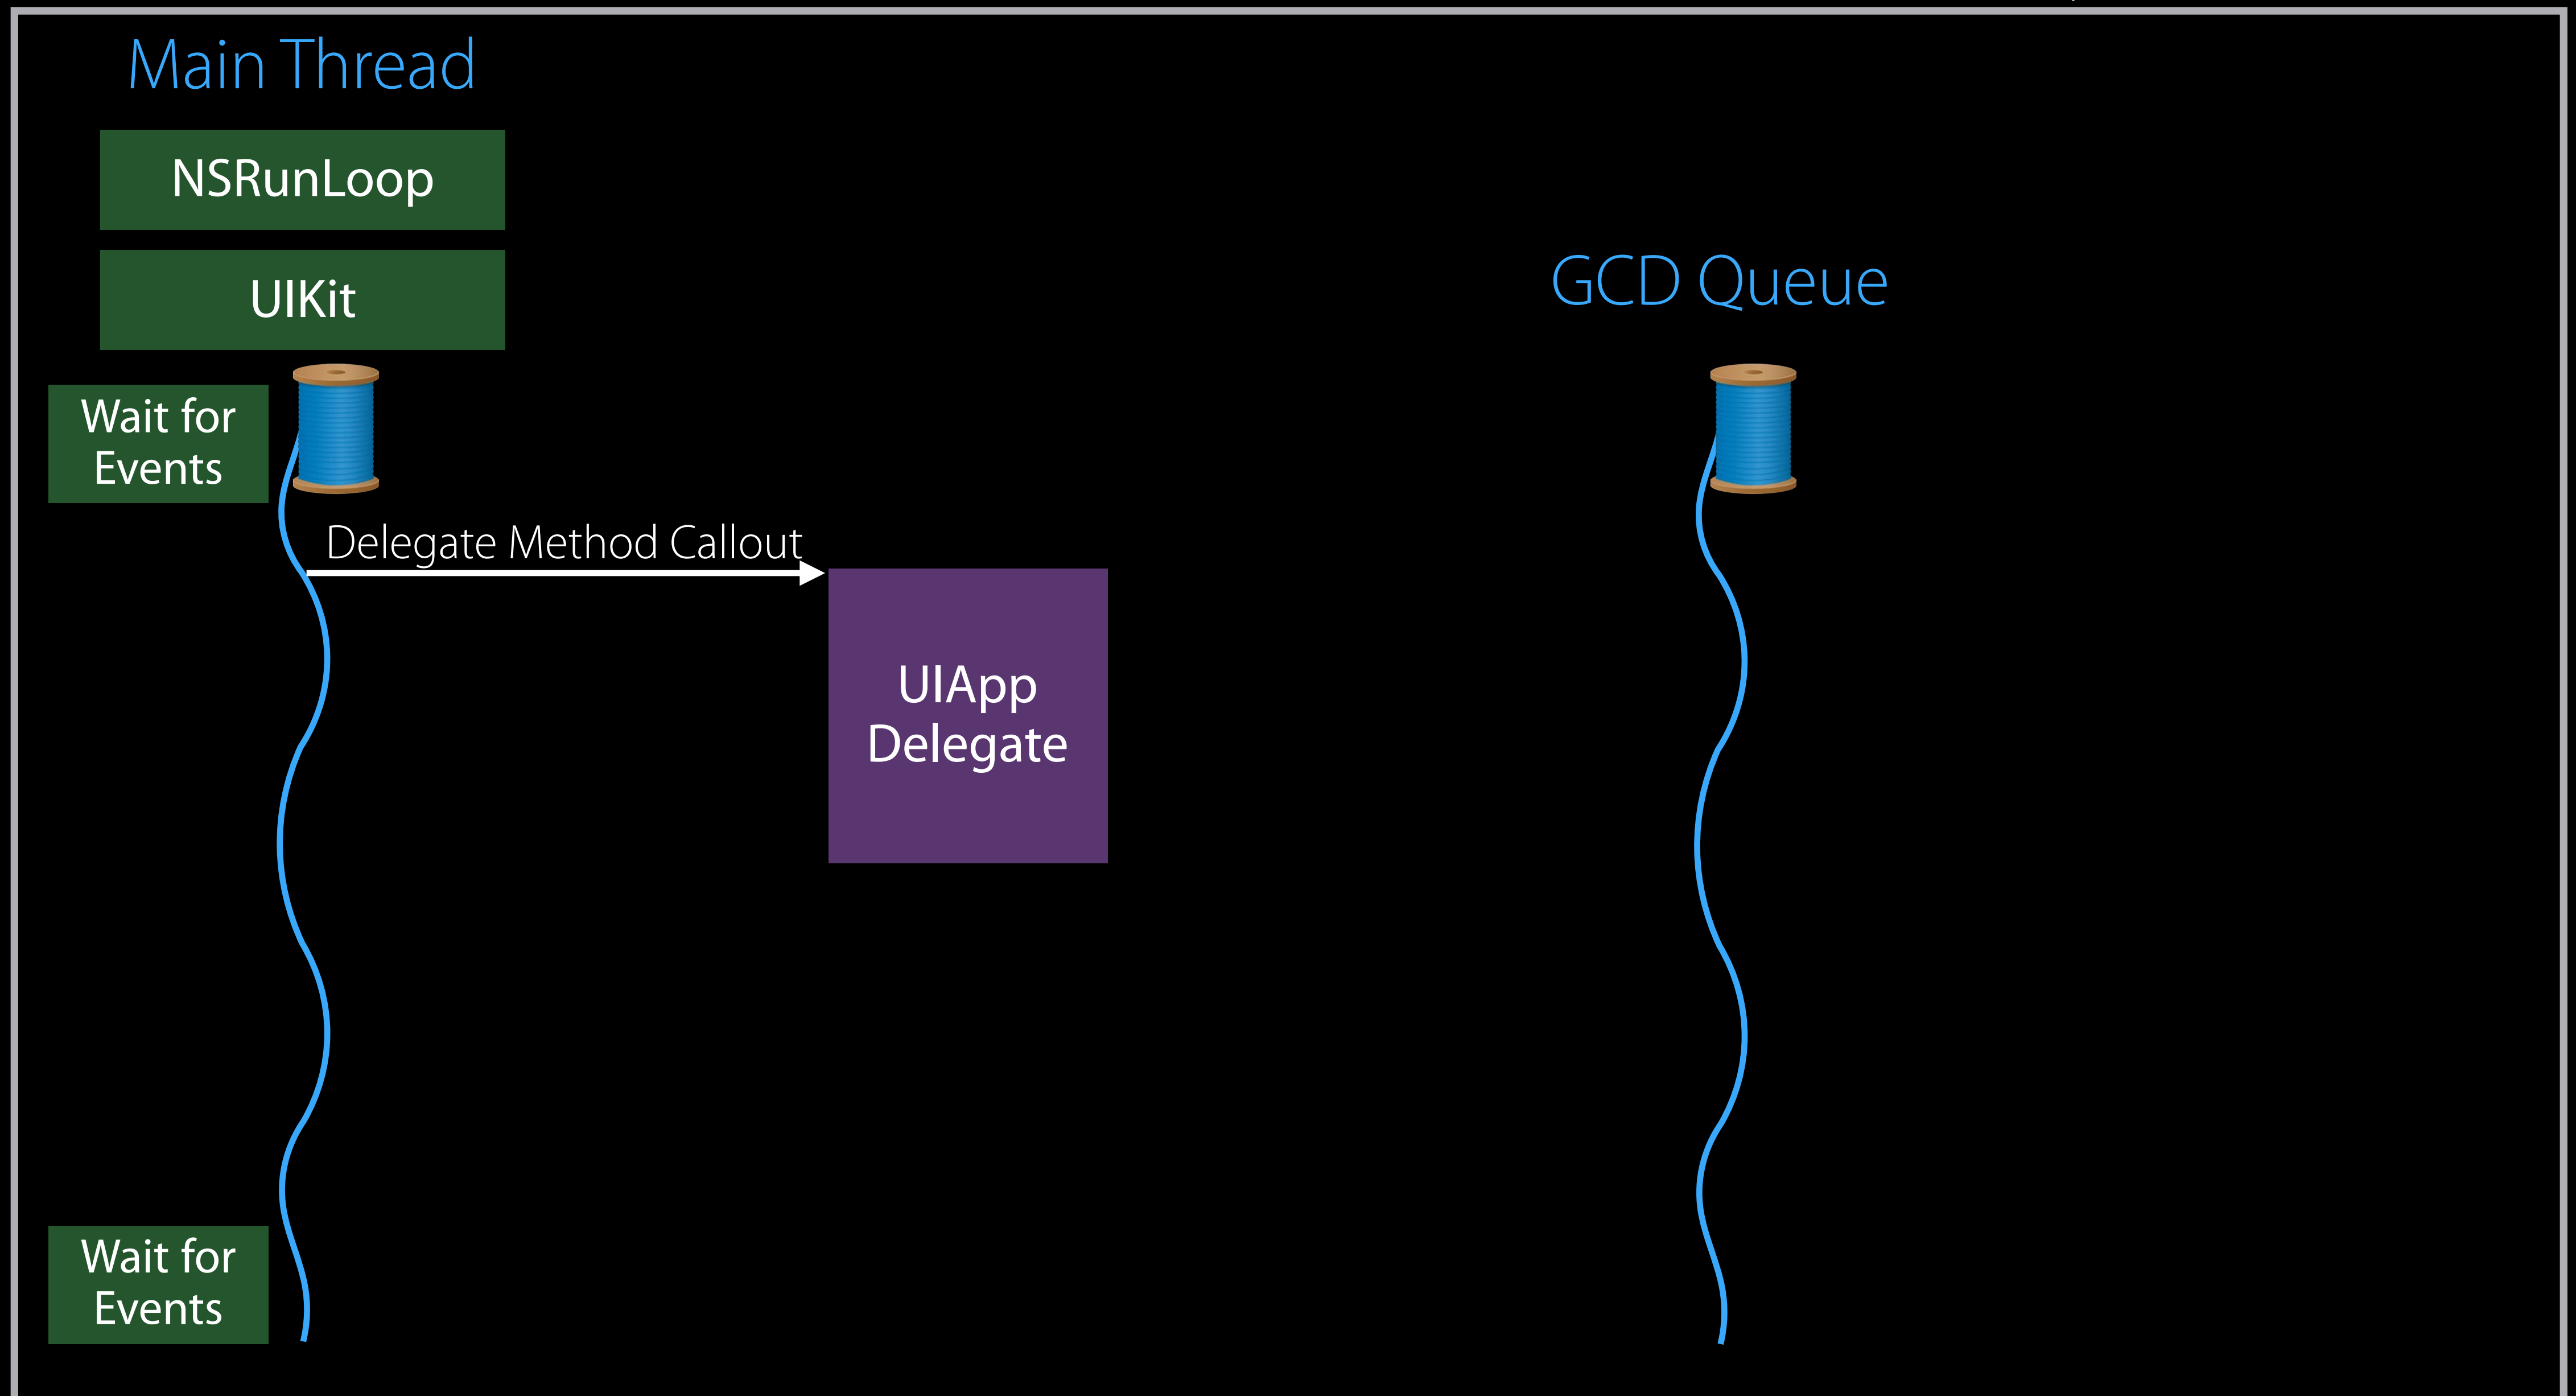 Main Thread
NSRunLoop
UIKit
GCD Queue
Wait for
Events
Delegate Method Callout
UIApp
Delegate
Wait for
Events